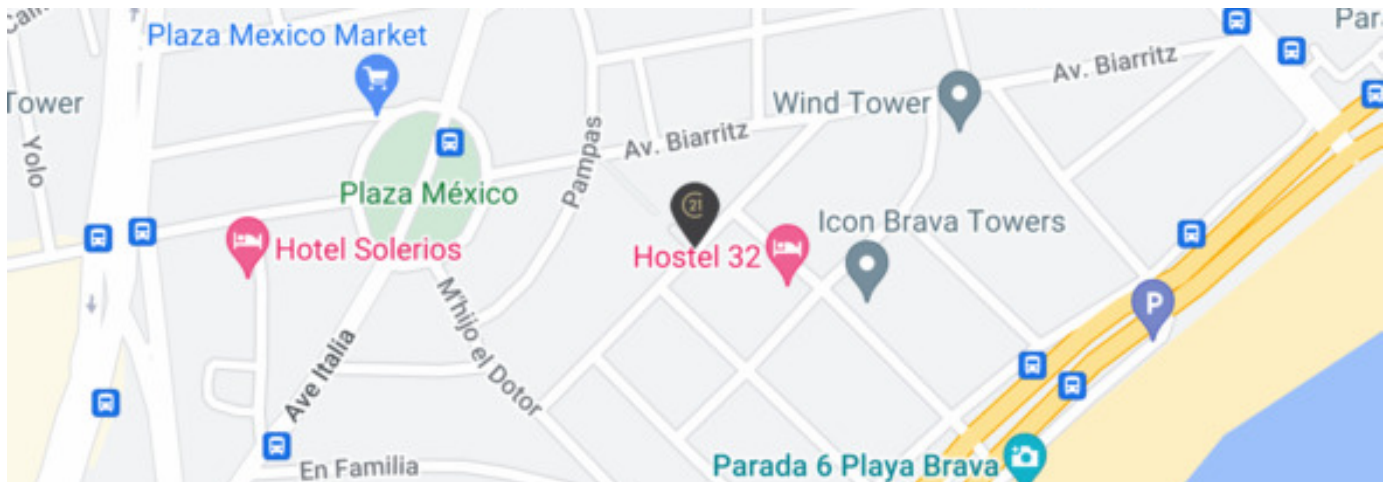 Plaza Mexico Market
Tower
Yolo
Pampas
Wind Tower
Av. Biarritz
Av. Biarritz
Plaza México
21
Hotel Solerios
Hostel 32
Icon Brava Towers
P
M'hijo el Dotor
Ave Italia
En Familia
Parada 6 Playa Brava